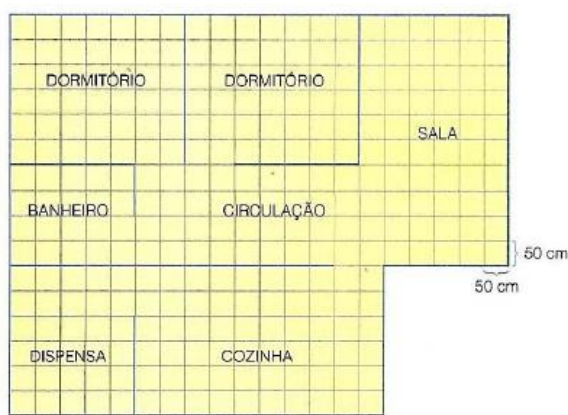 DORMITÓRIO DORMITÓRIO
SALA
BANHEIRO CIRCULAÇÃO
50 cm
50 cm
DISPENSA COZINHA